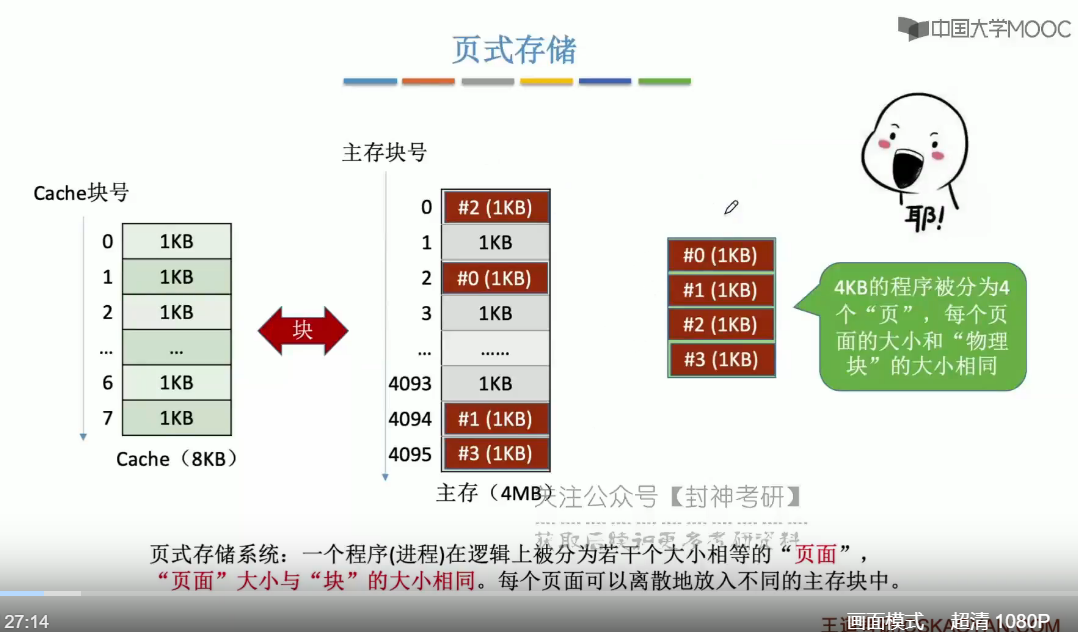 中国大学MOOC
页式存储
耶!
主存块号
Cache块号
0
1
2
...
6
7
1KB
1KB
1KB
...
1KB
1KB
Cache（8KB）
块
0
1
2
3
...
4093
4094
4095
#2 (1KB)
1KB
#0 (1KB)
1KB
......
1KB
#1 (1KB)
#3 (1KB)
主存（4MB）
#0 (1KB)
#1 (1KB)
#2 (1KB)
#3 (1KB)
4KB的程序被分为4
个“页”，每个页
面的大小和“物理
块”的大小相同
关注公众号【封神考研】
页式存储系统：一个程序(进程)在逻辑上被分为若干个大小相等的“页面”，
“页面”大小与“块”的大小相同。每个页面可以离散地放入不同的主存块中。
27:14
画面模式
超清 1080P